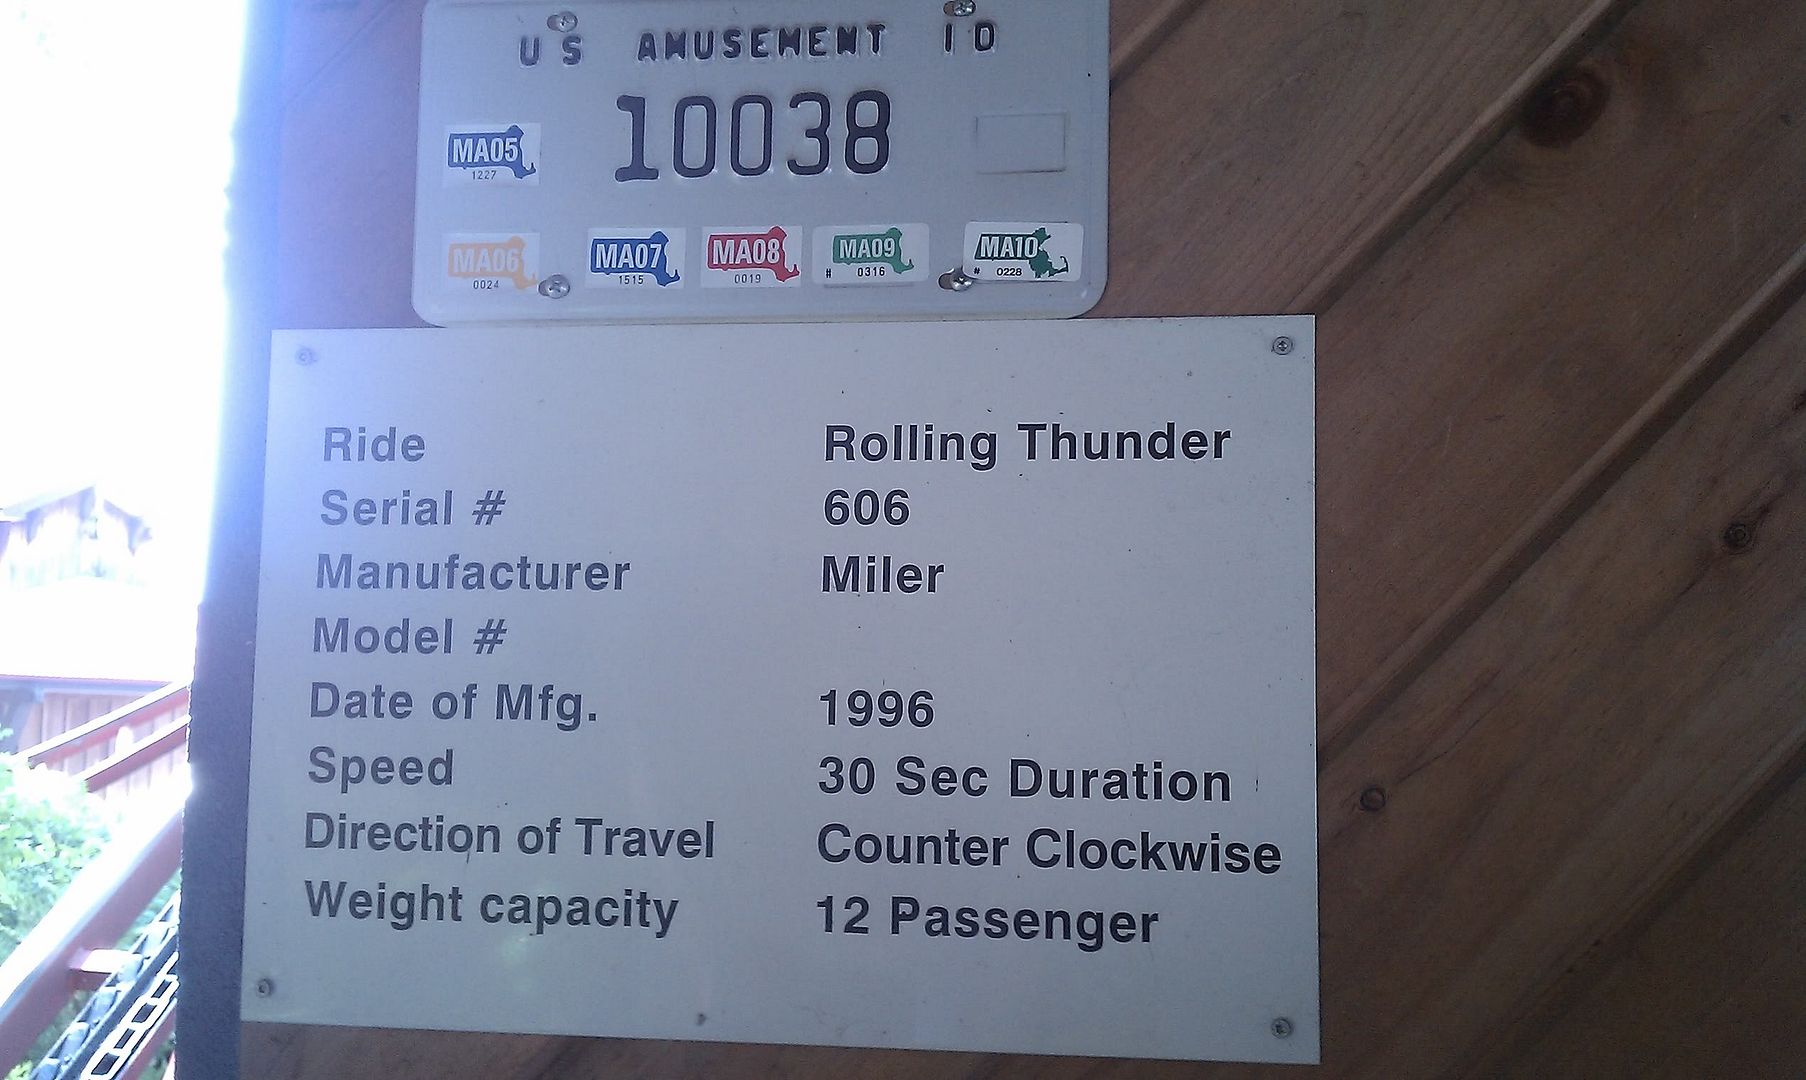 US AMUSEMENT ID
10038
MA05
1227
MA06
0024
MA07
1515
MA08
0019
MA09
# 0316
MA10
# 0228
Ride Rolling Thunder
Serial # 606
Manufacturer Miler
Model #
Date of Mfg. 1996
Speed 30 Sec Duration
Direction of Travel Counter Clockwise
Weight capacity 12 Passenger